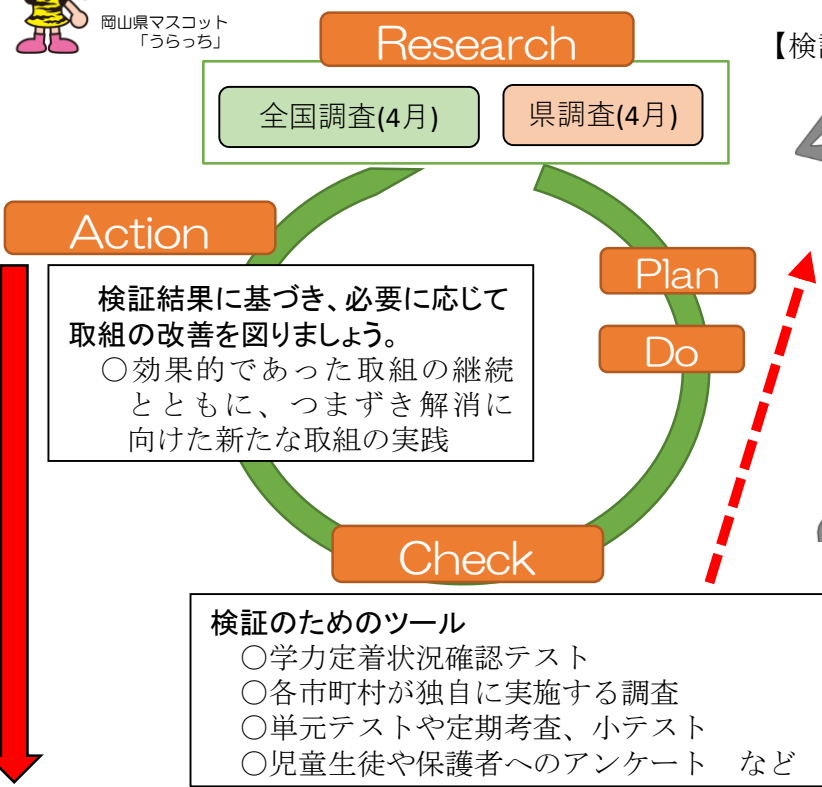 岡山県マスコット
「うらっち」
Research
【検
全国調査(4月)
県調査(4月)
Action
Plan
Do
検証結果に基づき、必要に応じて
取組の改善を図りましょう。
○効果的であった取組の継続
とともに、つまずき解消に
向けた新たな取組の実践
Check
検証のためのツール
○学力定着状況確認テスト
○各市町村が独自に実施する調査
○単元テストや定期考査、小テスト
○児童生徒や保護者へのアンケート　など